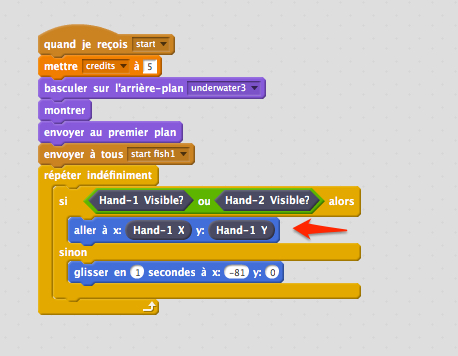 quand je reçois start
mettre credits à 5
basculer sur l'arrière-plan underwater3
montrer
envoyer au premier plan
envoyer à tous start fish1
répéter indéfiniment
si Hand-1 Visible? ou Hand-2 Visible? alors
aller à x: Hand-1 X y: Hand-1 Y
sinon
glisser en 1 secondes à x: -81 y: 0